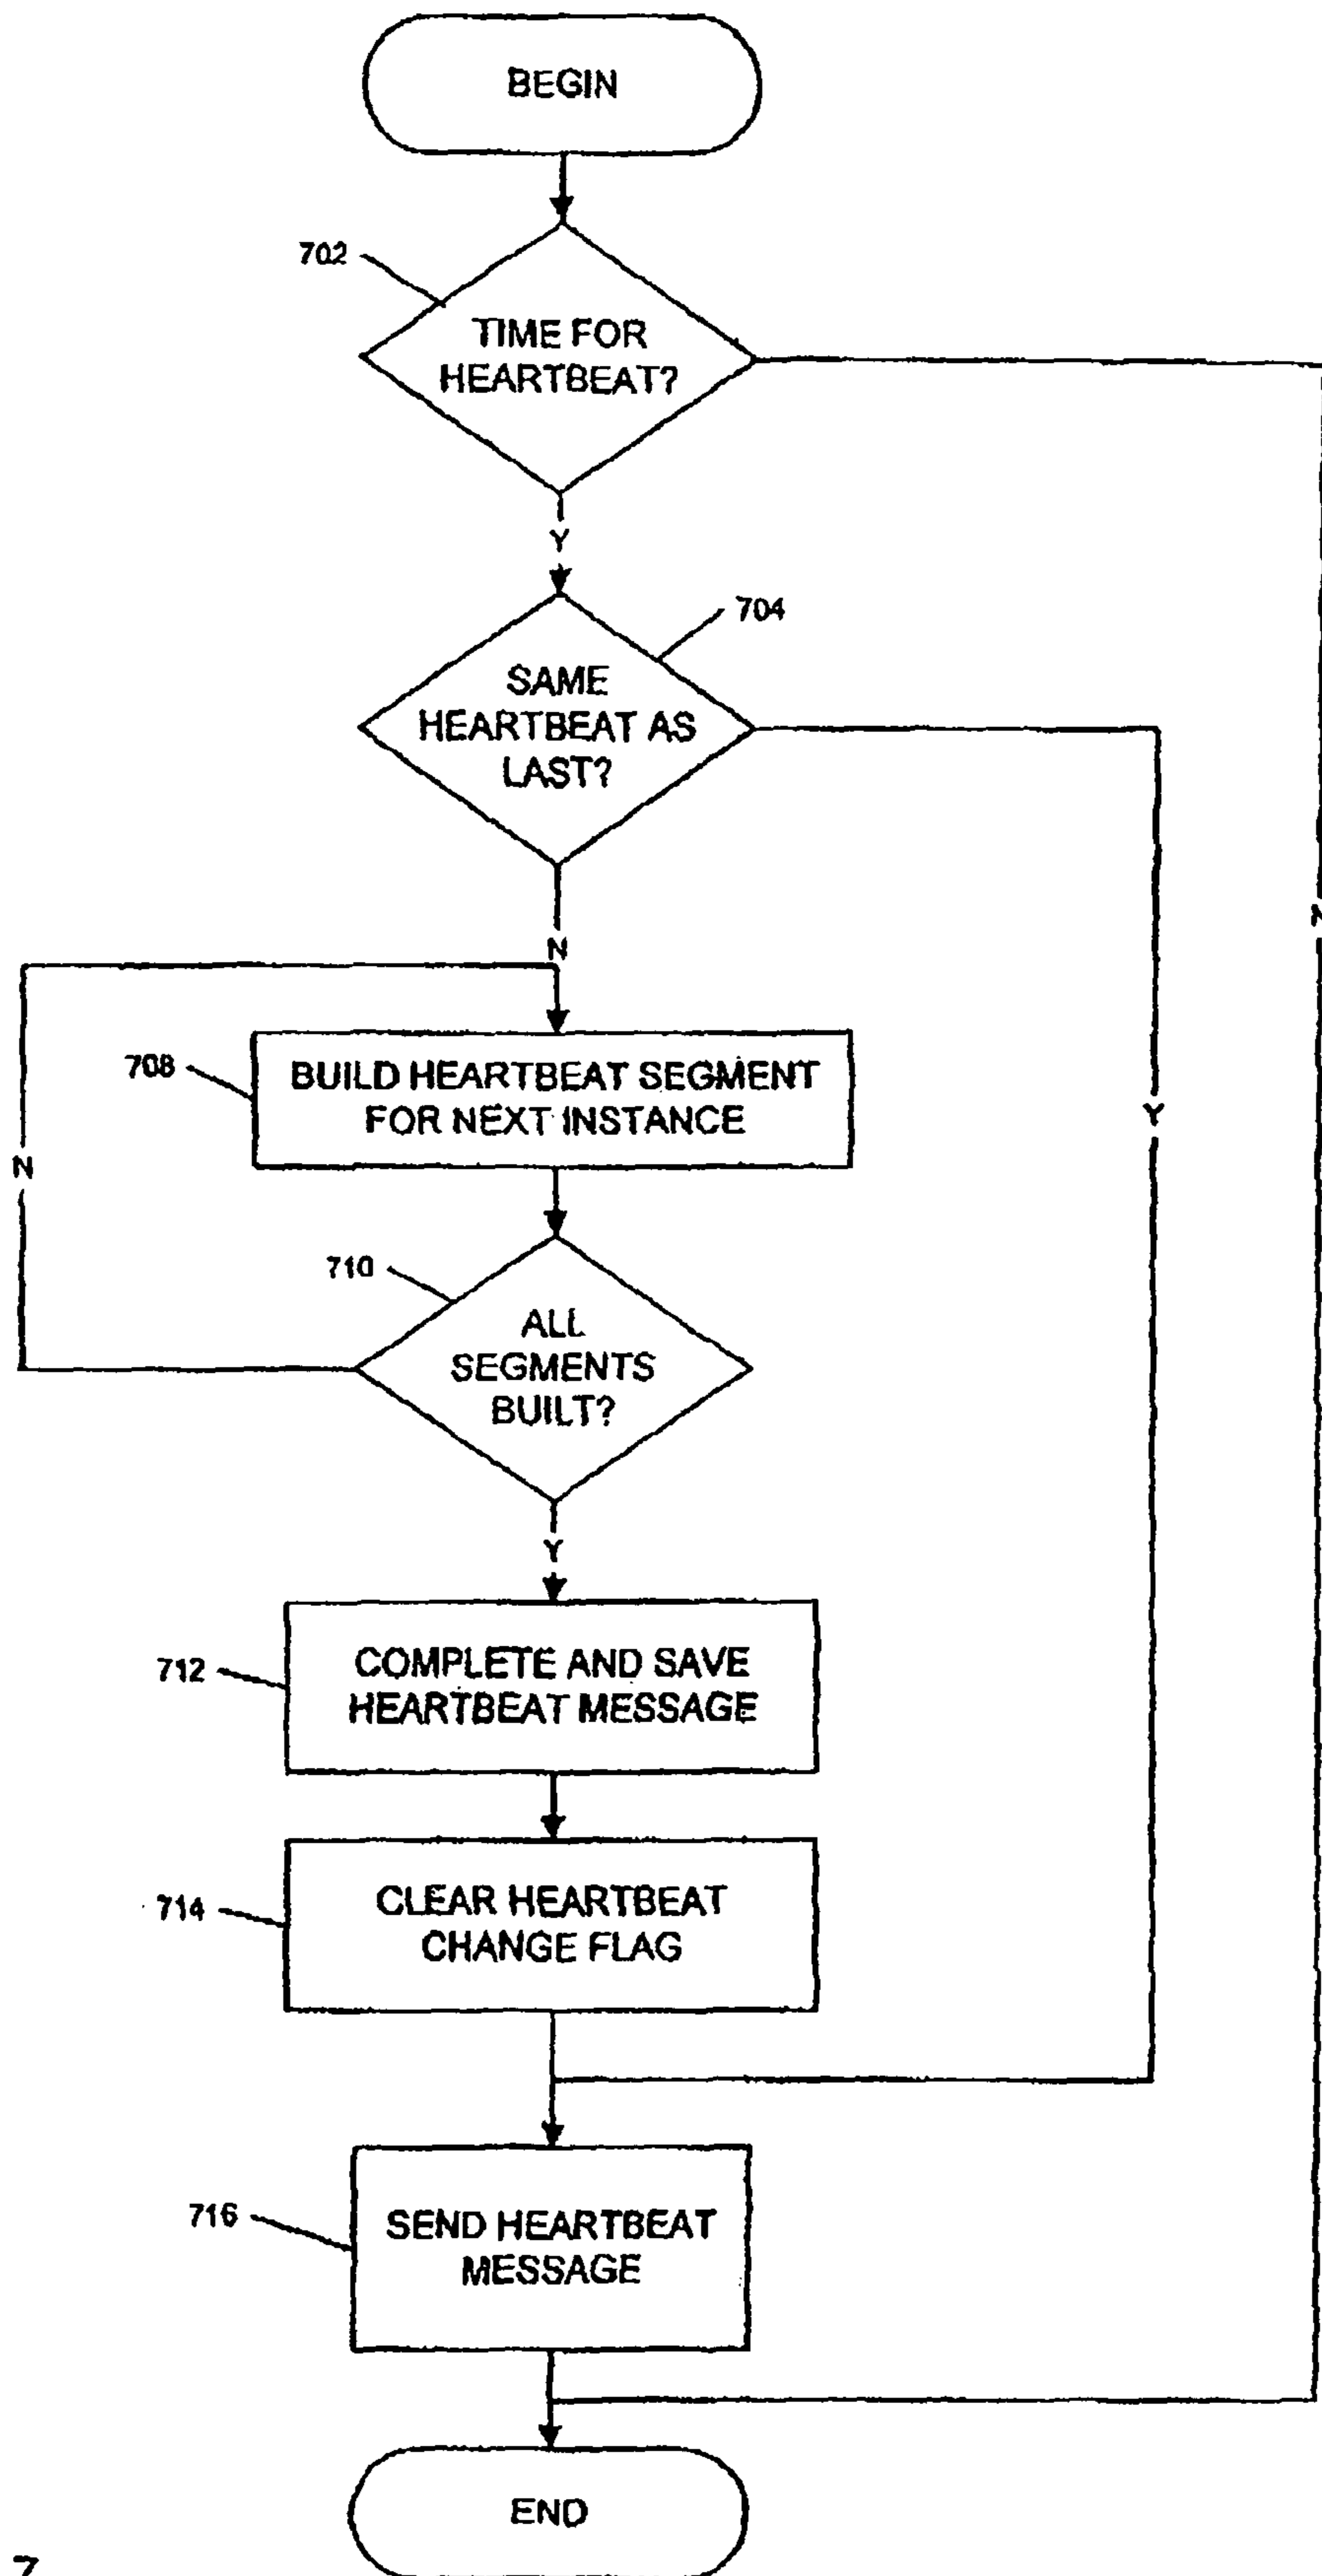 BEGIN
702
TIME FOR
HEARTBEAT?
Y
704
SAME
HEARTBEAT AS
LAST?
N
N
708
BUILD HEARTBEAT SEGMENT
FOR NEXT INSTANCE
Y
N
710
ALL
SEGMENTS
BUILT?
Y
712
COMPLETE AND SAVE
HEARTBEAT MESSAGE
714
CLEAR HEARTBEAT
CHANGE FLAG
716
SEND HEARTBEAT
MESSAGE
END
7